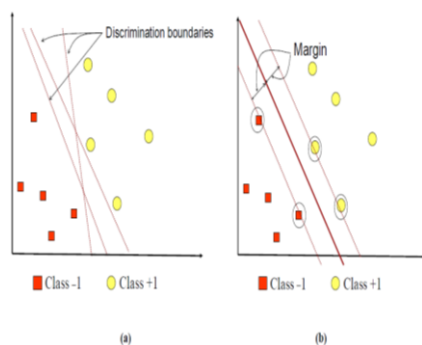 Discrimination boundaries
Margin
Class –1 Class +1
Class –1 Class +1
(a) (b)